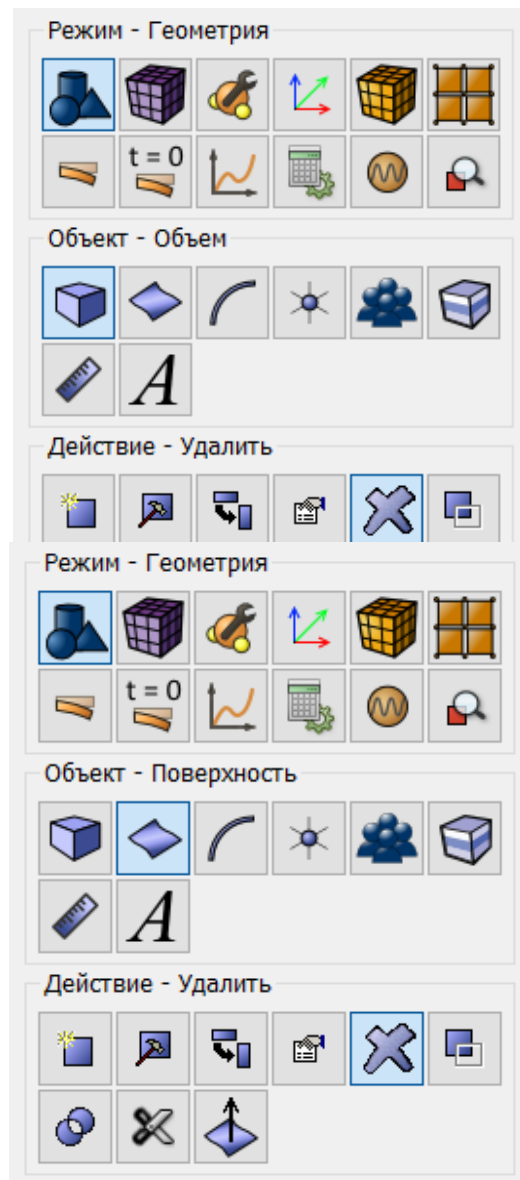 Режим - Геометрия
t = 0
Объект - Объем
A
Действие - Удалить
Режим - Геометрия
t = 0
Объект - Поверхность
A
Действие - Удалить